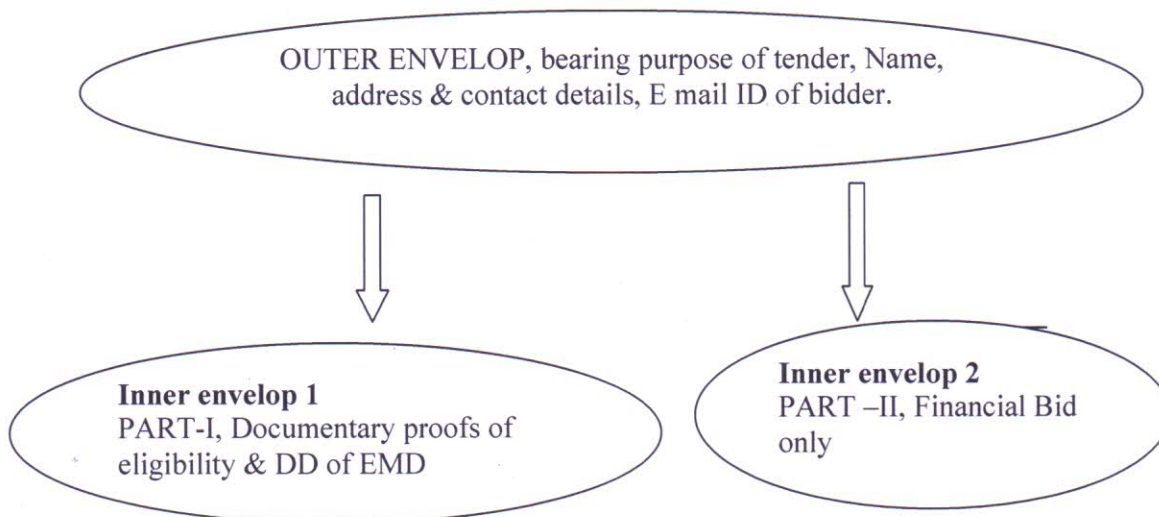 OUTER ENVELOP, bearing purpose of tender, Name,
address & contact details, E mail ID of bidder.
Inner envelop 1
PART-I, Documentary proofs of
eligibility & DD of EMD
Inner envelop 2
PART –II, Financial Bid
only